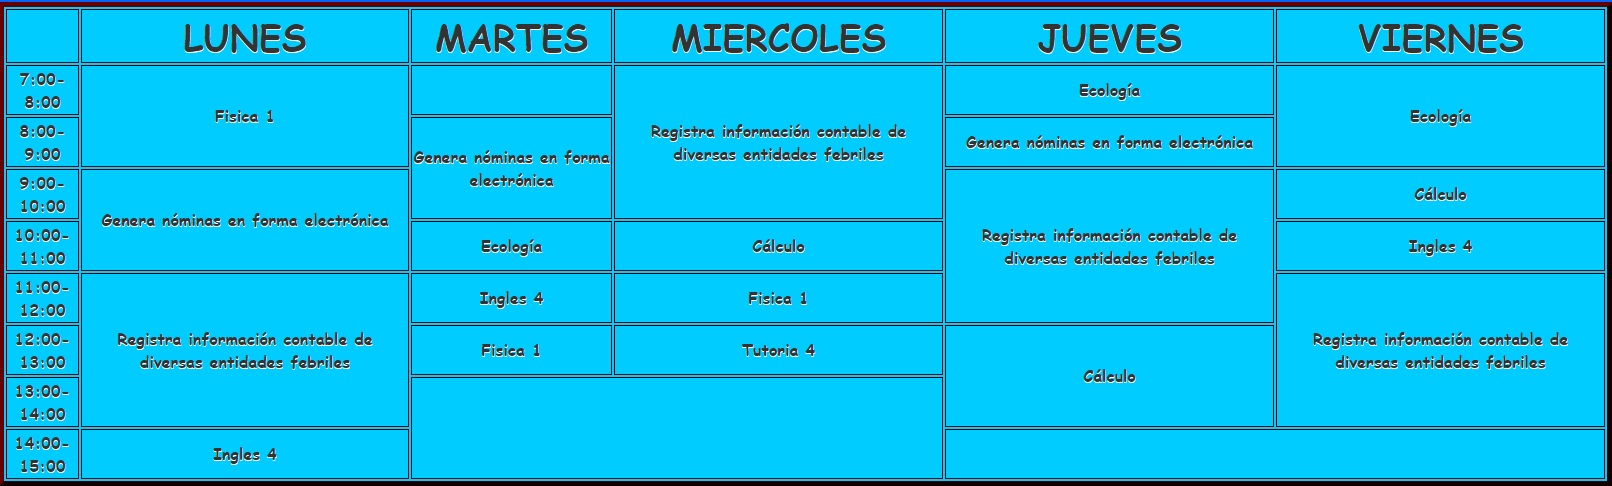 LUNES MARTES MIERCOLES JUEVES VIERNES
7:00-
8:00
Fisica 1
Registra información contable de
diversas entidades febriles
Ecología
Ecología
8:00-
9:00
Genera nóminas en forma
electrónica
Genera nóminas en forma electrónica
9:00-
10:00
Genera nóminas en forma electrónica
Registra información contable de
diversas entidades febriles
Cálculo
10:00-
11:00
Ecología
Cálculo
Ingles 4
11:00-
12:00
Registra información contable de
diversas entidades febriles
Ingles 4
Fisica 1
Registra información contable de
diversas entidades febriles
12:00-
13:00
Fisica 1
Tutoria 4
Cálculo
13:00-
14:00
14:00-
15:00
Ingles 4